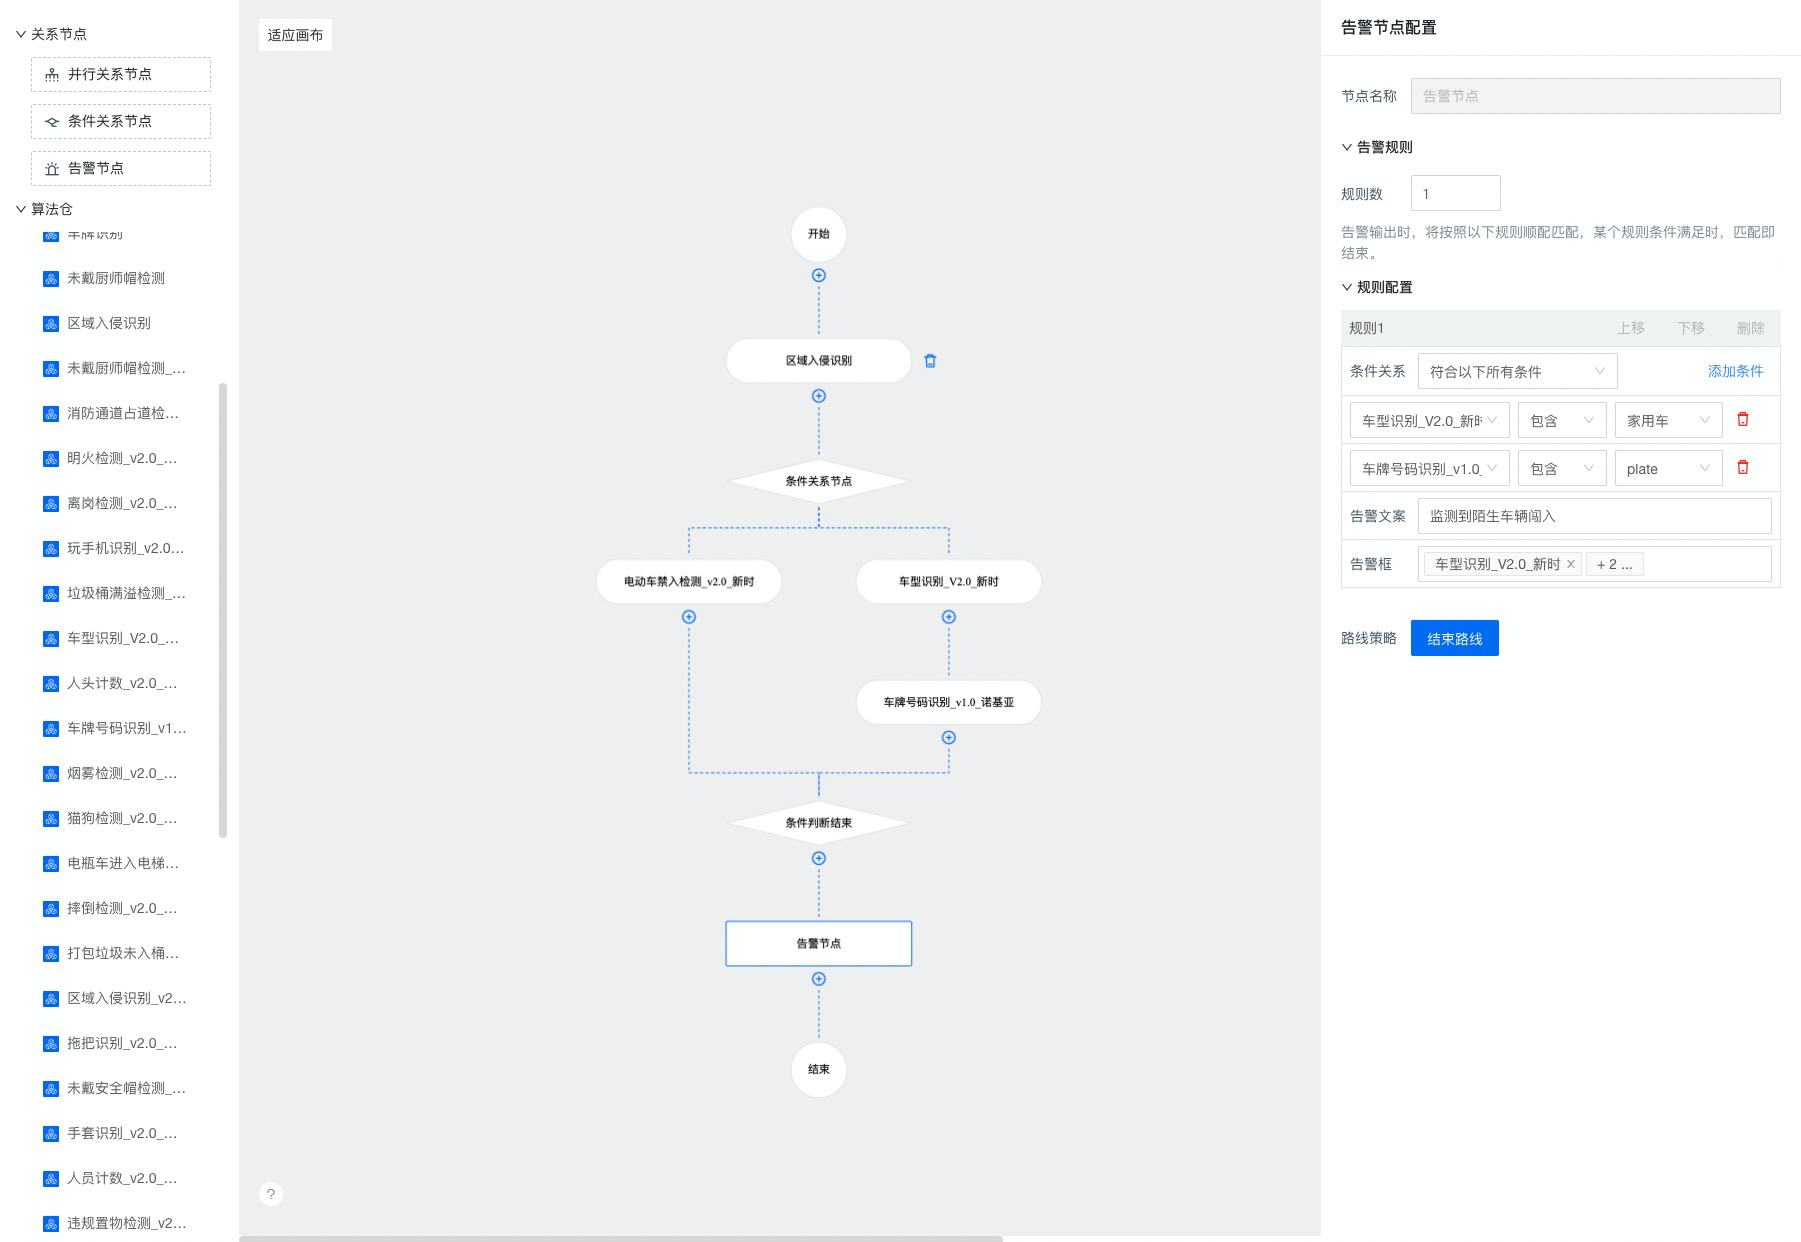 关系节点
并行关系节点
条件关系节点
告警节点
算法仓
车牌识别
未戴厨师帽检测
区域入侵识别
未戴厨师帽检测_...
消防通道占道检...
明火检测_v2.0_...
离岗检测_v2.0_...
玩手机识别_v2.0...
垃圾桶满溢检测_...
车型识别_V2.0_...
人头计数_v2.0_...
车牌号码识别_v1...
烟雾检测_v2.0_...
猫狗检测_v2.0_...
电瓶车进入电梯...
摔倒检测_v2.0_...
打包垃圾未入桶...
区域入侵识别_v2...
拖把识别_v2.0_...
未戴安全帽检测_...
手套识别_v2.0_...
人员计数_v2.0_...
违规置物检测_v2...
适应画布
开始
区域入侵识别
条件关系节点
电动车禁入检测_v2.0_新时
车型识别_V2.0_新时
车牌号码识别_v1.0_诺基亚
条件判断结束
告警节点
结束
?
告警节点配置
节点名称 告警节点
告警规则
规则数 1
告警输出时，将按照以下规则顺配匹配，某个规则条件满足时，匹配即
结束。
规则配置
规则1 上移 下移 删除
条件关系 符合以下所有条件 添加条件
车型识别_V2.0_新时 包含 家用车
车牌号码识别_v1.0_ 包含 plate
告警文案 监测到陌生车辆闯入
告警框 车型识别_V2.0_新时 × + 2 ...
路线策略 结束路线